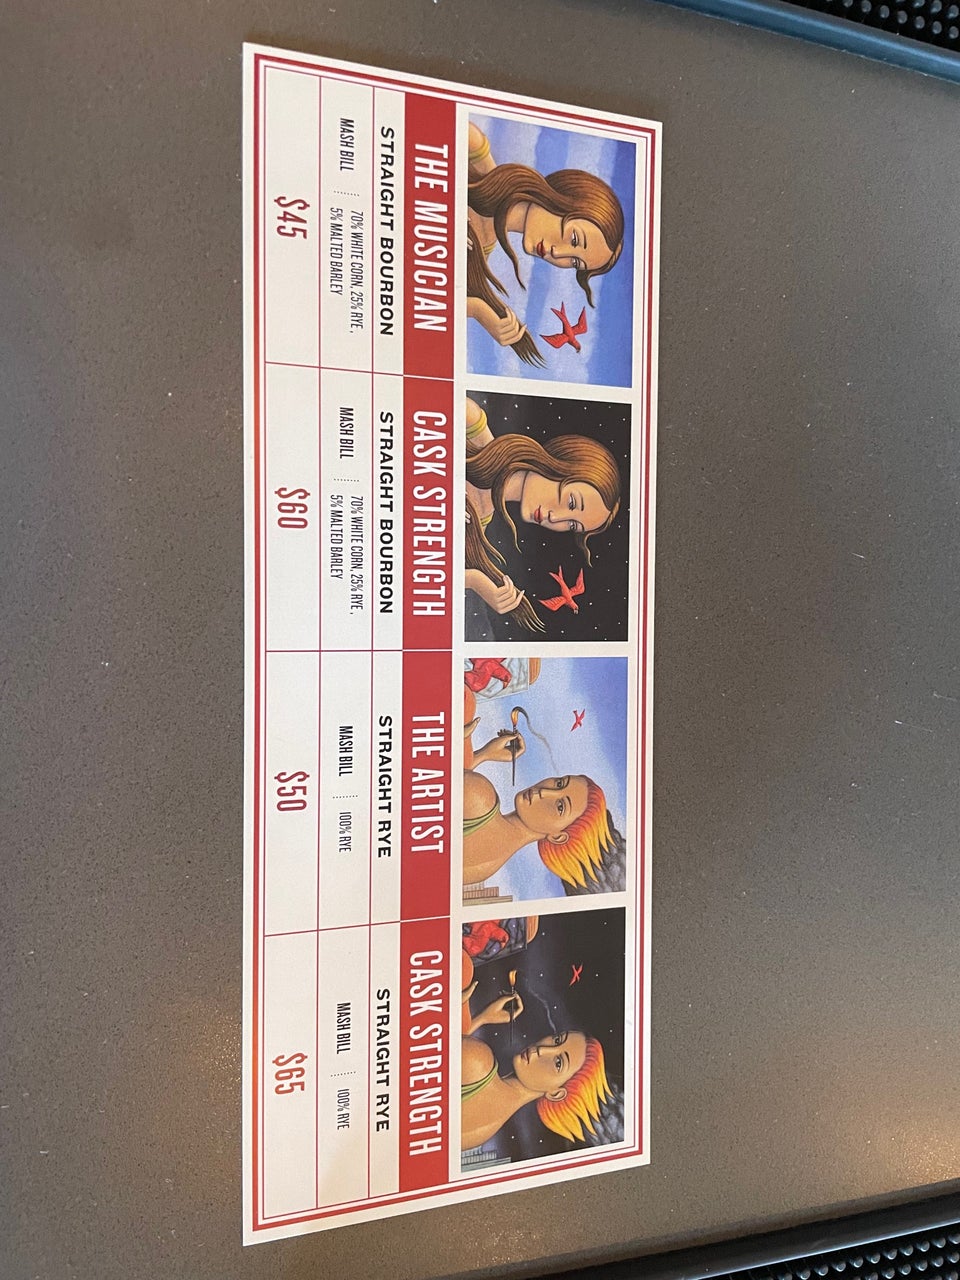 THE MUSICIAN
STRAIGHT BOURBON
MASH BILL
70% WHITE CORN, 25% RYE,
5% MALTED BARLEY
$45
CASK STRENGTH
STRAIGHT BOURBON
MASH BILL
70% WHITE CORN, 25% RYE,
5% MALTED BARLEY
$60
THE ARTIST
STRAIGHT RYE
MASH BILL
100% RYE
$50
CASK STRENGTH
STRAIGHT RYE
MASH BILL
100% RYE
$65